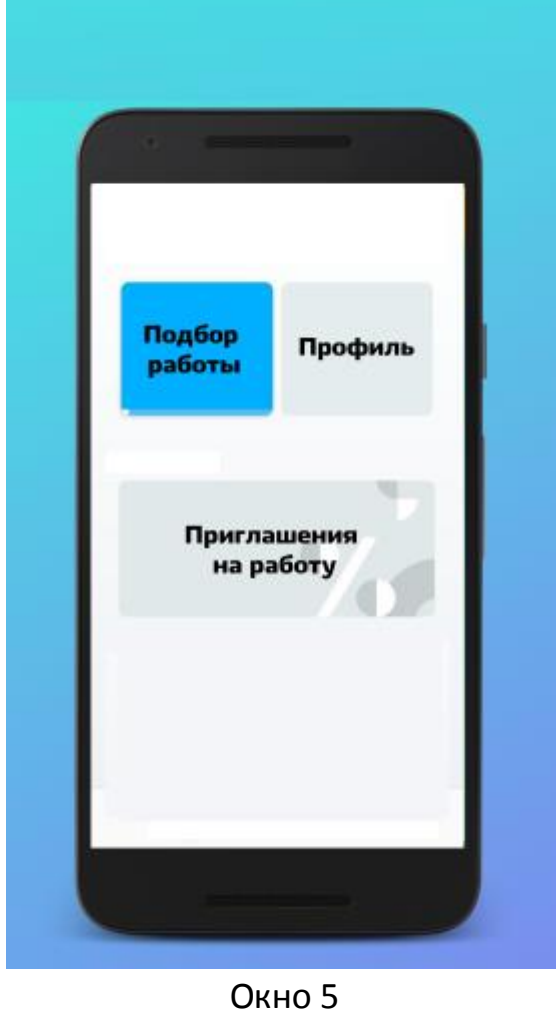 Подбор
работы
Профиль
Приглашения
на работу
Окно 5